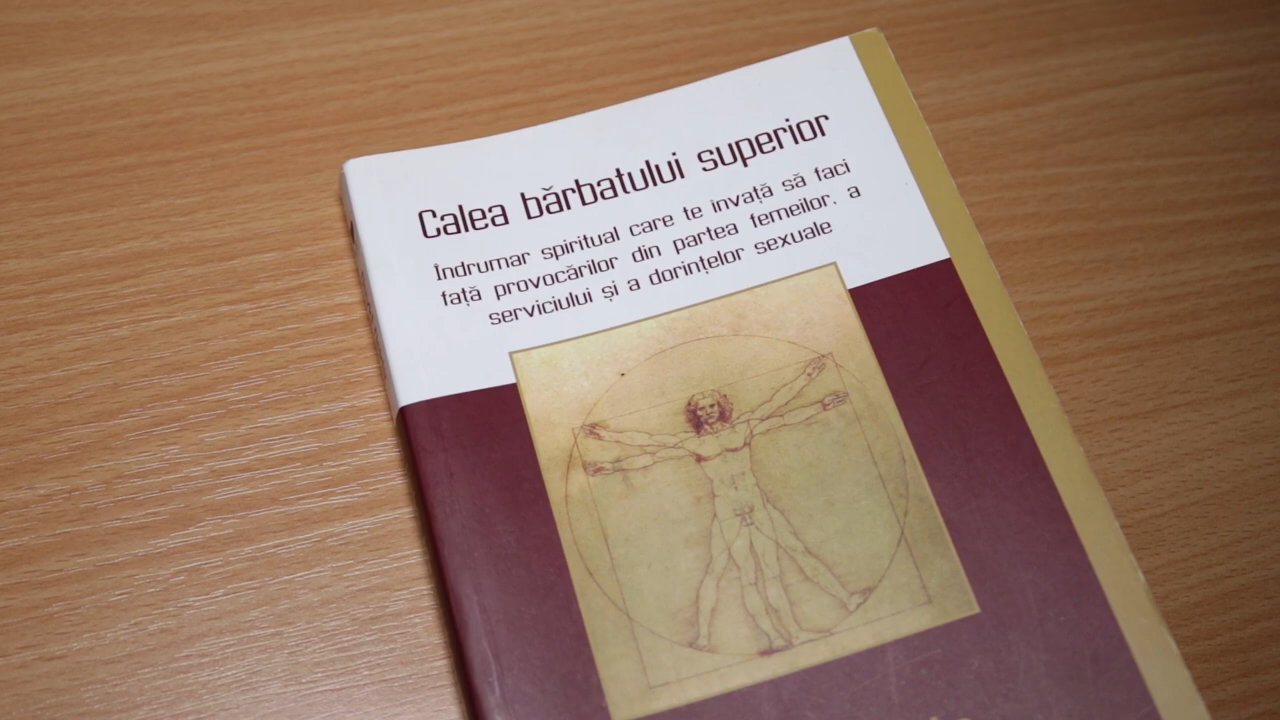 Calea bărbatului superior
Îndrumar spiritual care te învață să faci
față provocărilor din partea femeilor, a
serviciului și a dorințelor sexuale